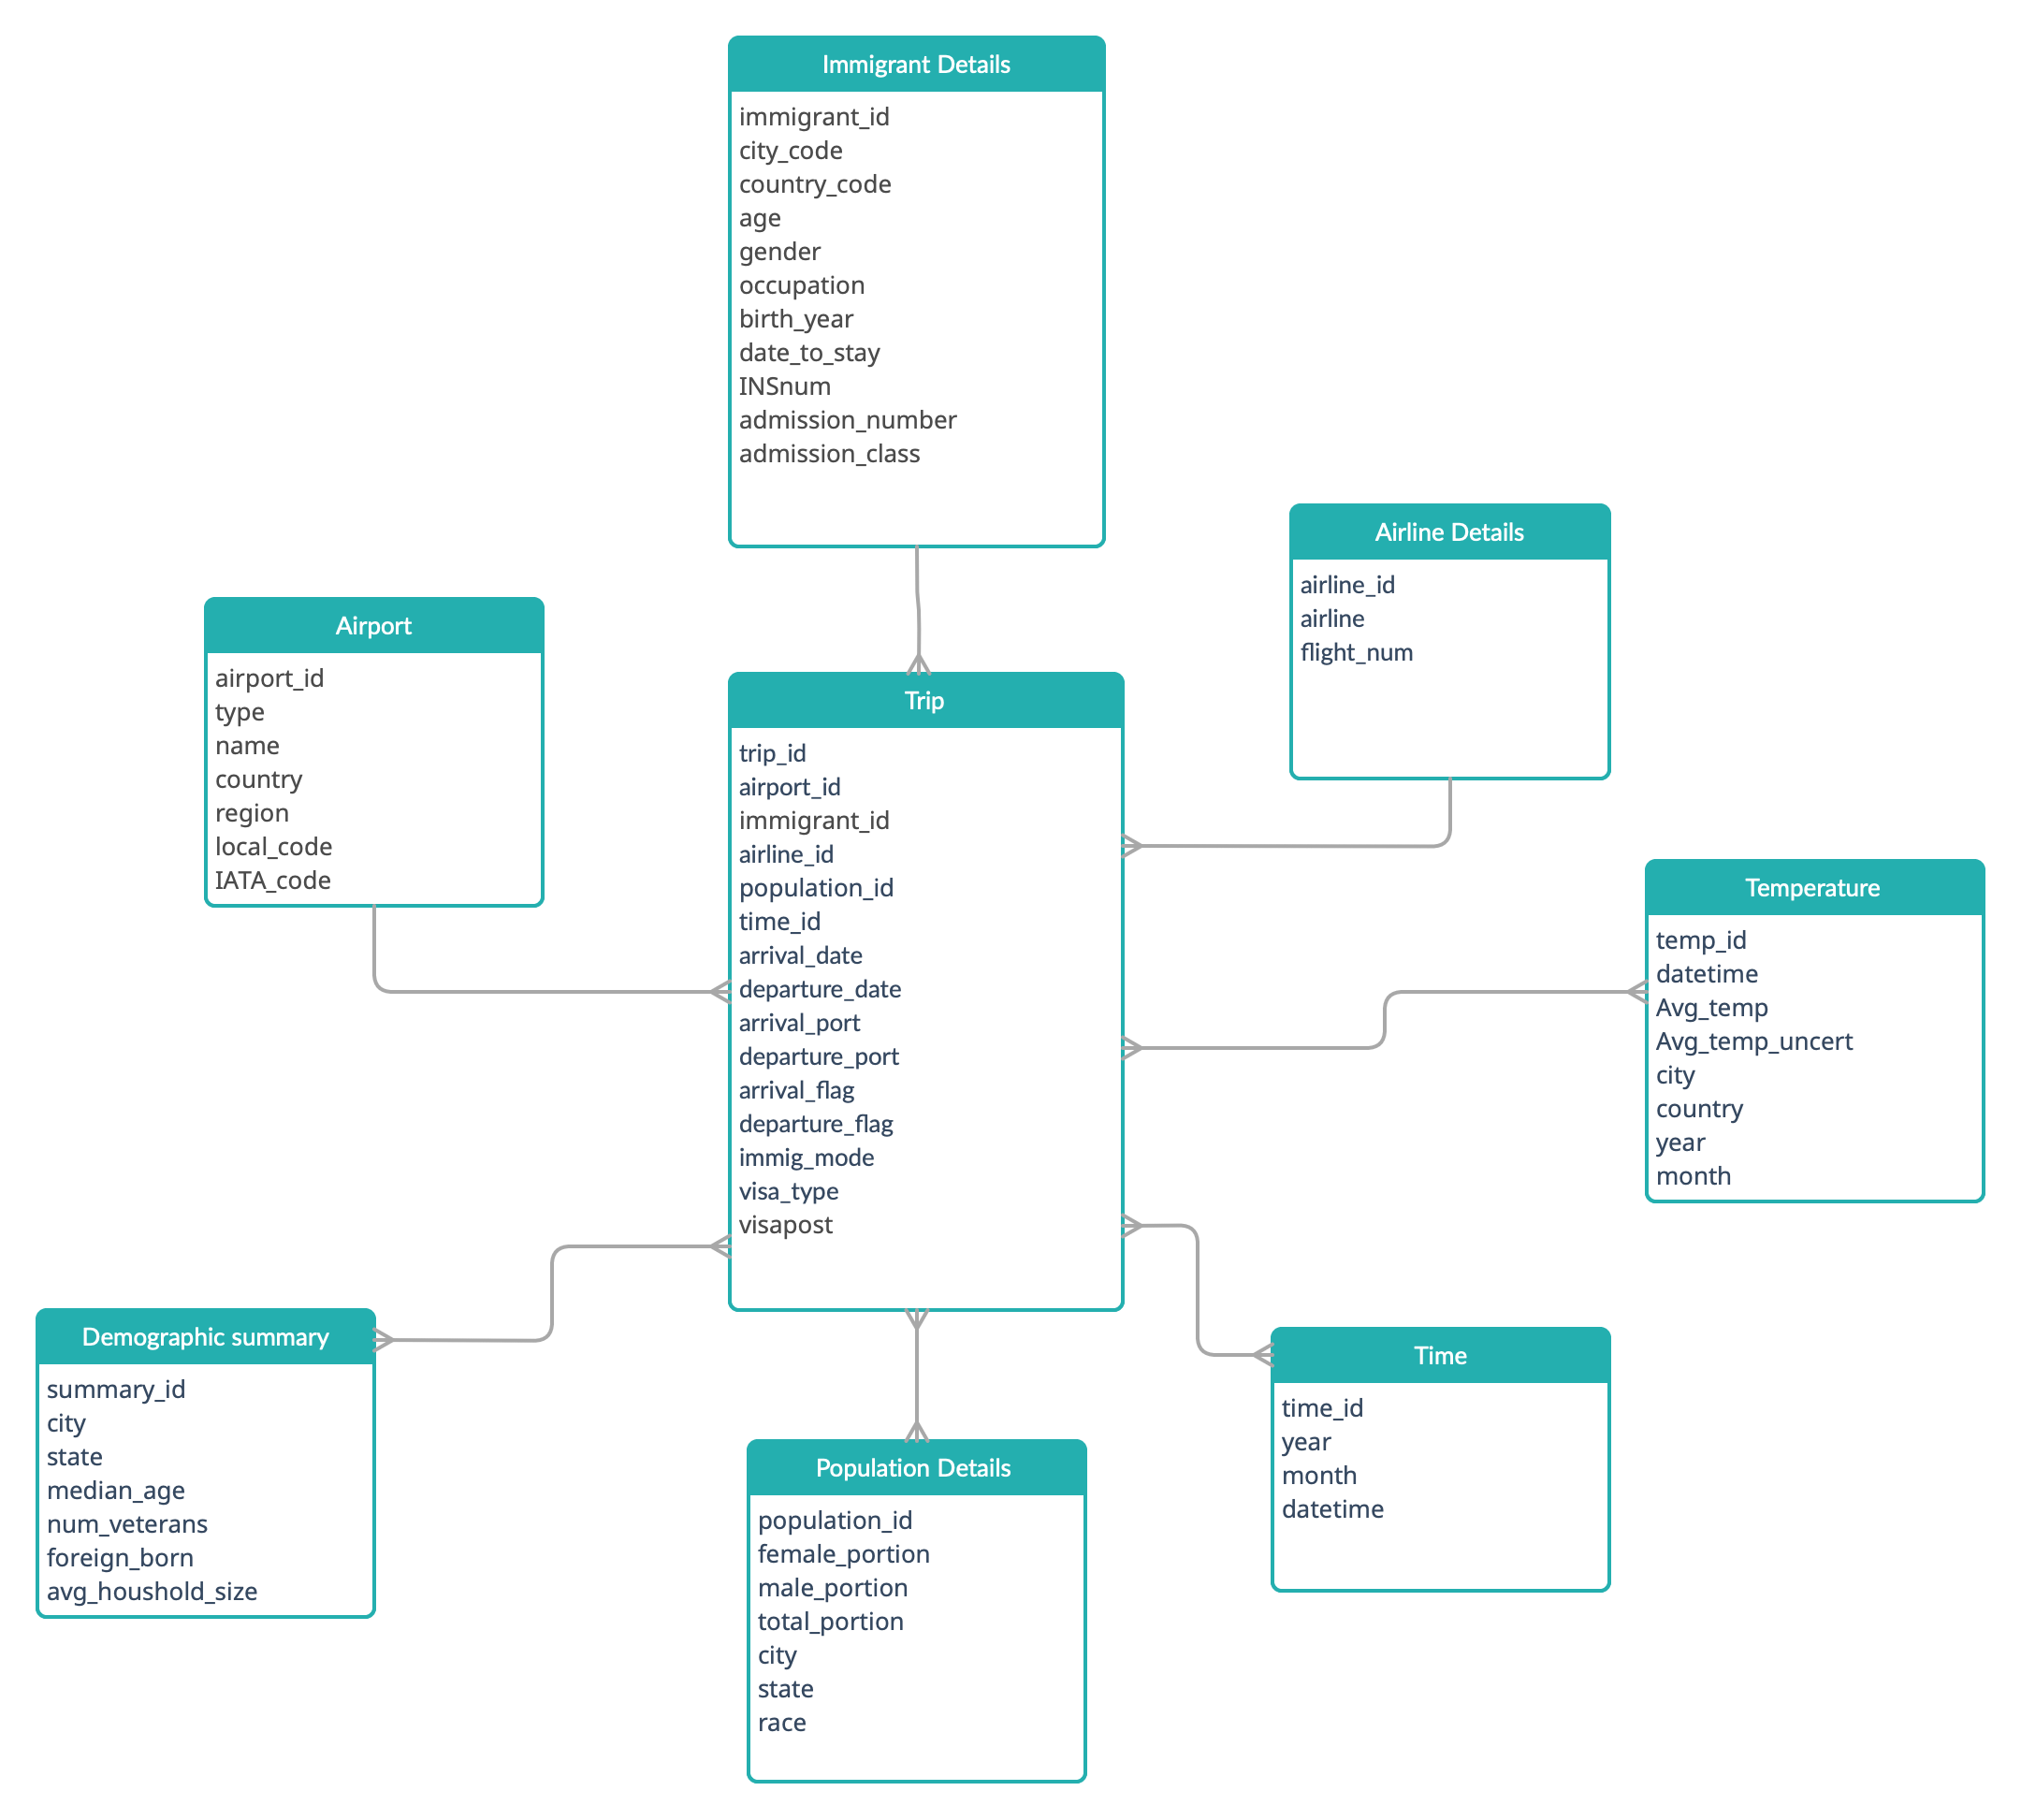 Immigrant Details
immigrant_id
city_code
country_code
age
gender
occupation
birth_year
date_to_stay
INSnum
admission_number
admission_class
Airline Details
airline_id
airline
flight_num
Airport
airport_id
type
name
country
region
local_code
IATA_code
Trip
trip_id
airport_id
immigrant_id
airline_id
population_id
time_id
arrival_date
departure_date
arrival_port
departure_port
arrival_flag
departure_flag
immig_mode
visa_type
visapost
Temperature
temp_id
datetime
Avg_temp
Avg_temp_uncert
city
country
year
month
Demographic summary
summary_id
city
state
median_age
num_veterans
foreign_born
avg_houshold_size
Population Details
population_id
female_portion
male_portion
total_portion
city
state
race
Time
time_id
year
month
datetime